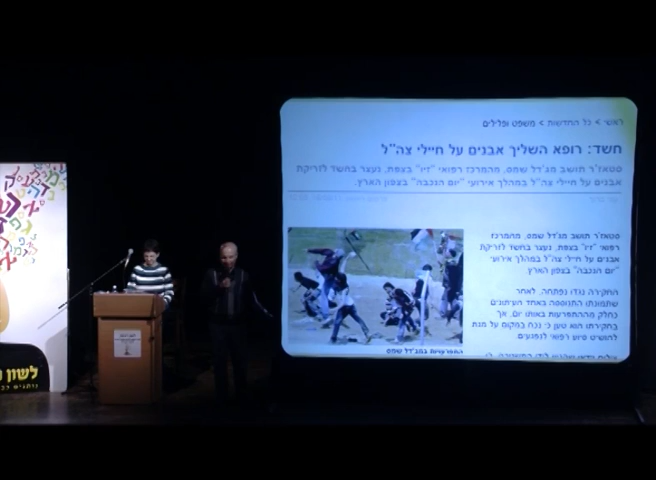 ראשי > כל החדשות > משפט ופלילים
חשד: רופא השליך אבנים על חיילי צה"ל
סטאז'ר תושב מג'דל שמס, מהמרכז רפואי "זיו" בצפת, נעצר בחשד לזריקת
אבנים על חיילי צה"ל במהלך אירועי "יום הנכבה" בצפון הארץ.
סטאז'ר תושב מג'דל שמס, מהמרכז
רפואי "זיו" בצפת, נעצר בחשד לזריקת
אבנים על חיילי צה"ל במהלך אירועי
"יום הנכבה" בצפון הארץ
החקירה נגדו נפתחה, לאחר
שתמונתו התנוססה באחד העיתונים
כחלק מההתפרעות באותו יום, אך
בחקירתו הוא טען כי נכח במקום על מנת
להושיט סיוע רפואי לנפגעים
התפרעויות במג'דל שמס
לשון